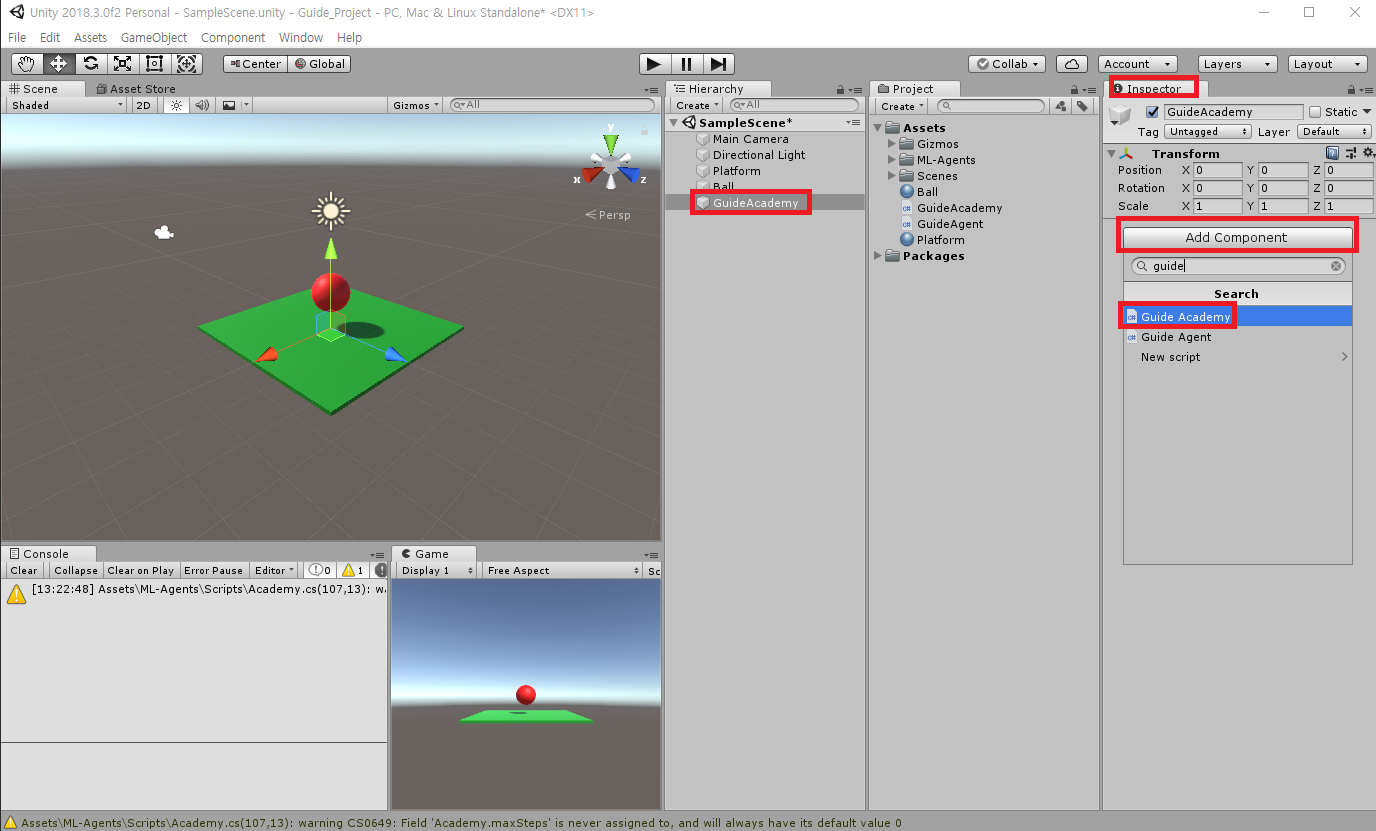 Unity 2018.3.0f2 Personal - SampleScene.unity - Guide_Project - PC, Mac & Linux Standalone* <DX11>
File Edit Assets GameObject Component Window Help
Center Global Collab Account Layers Layout
Scene Asset Store
Shaded 2D Gizmos All
y
x z
Persp
Hierarchy
Create All
SampleScene*
Main Camera
Directional Light
Platform
Ball
GuideAcademy
Project
Create
Assets
Gizmos
ML-Agents
Scenes
Ball
GuideAcademy
GuideAgent
Platform
Packages
Inspector
GuideAcademy Static
Tag Untagged Layer Default
Transform
Position X 0 Y 0 Z 0
Rotation X 0 Y 0 Z 0
Scale X 1 Y 1 Z 1
Add Component
guide
Search
Guide Academy
Guide Agent
New script
Console
Clear Collapse Clear on Play Error Pause Editor 0 1
[13:22:48] Assets\ML-Agents\Scripts\Academy.cs(107,13): wa
Game
Display 1 Free Aspect Sc
Assets\ML-Agents\Scripts\Academy.cs(107,13): warning CS0649: Field 'Academy.maxSteps' is never assigned to, and will always have its default value 0